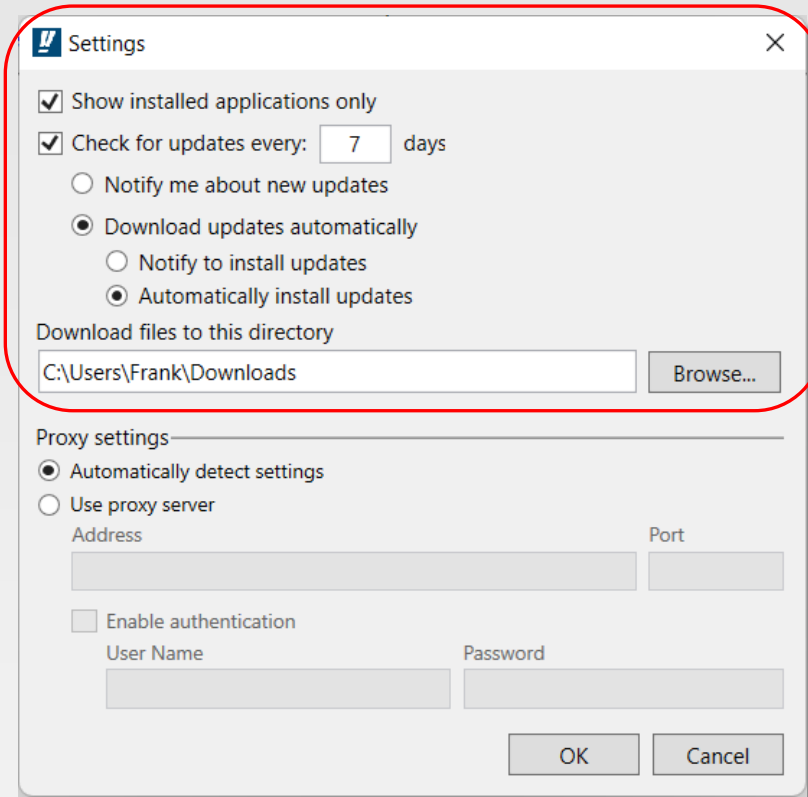 Settings
Show installed applications only
Check for updates every: 7 days
Notify me about new updates
Download updates automatically
Notify to install updates
Automatically install updates
Download files to this directory
C:\Users\Frank\Downloads Browse...
Proxy settings
Automatically detect settings
Use proxy server
Address Port
Enable authentication
User Name Password
OK Cancel